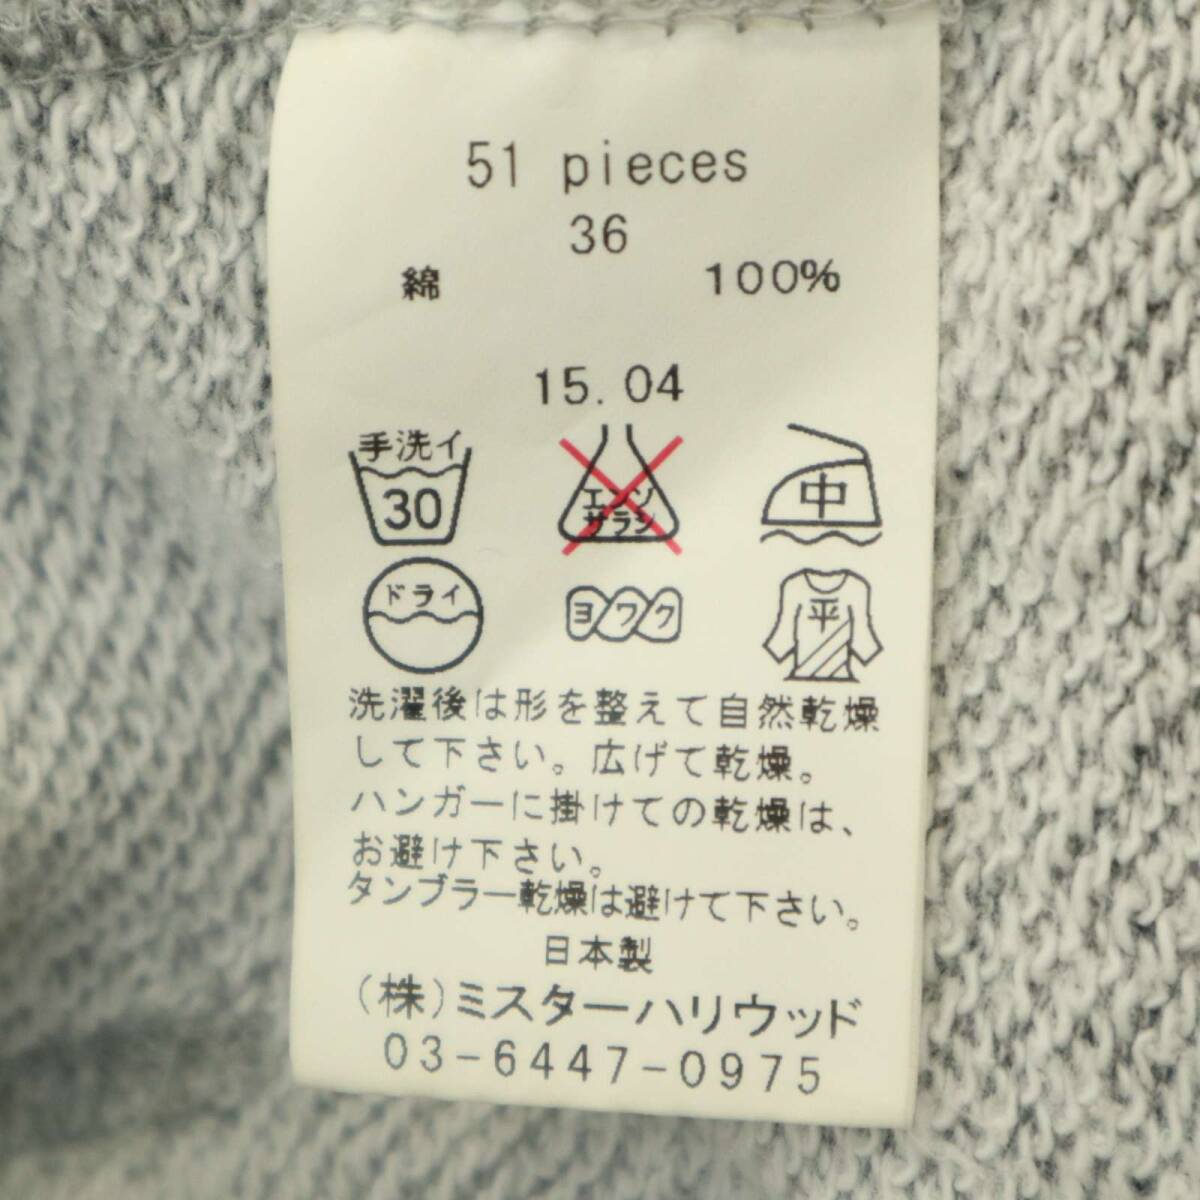 51 pieces
36
綿 100%
15.04
手洗イ
30
エンソ
サラシ
中
ドライ
ヨワク
平
洗濯後は形を整えて自然乾燥
して下さい。広げて乾燥。
ハンガーに掛けての乾燥は、
お避け下さい。
タンブラー乾燥は避けて下さい。
日本製
(株)ミスターハリウッド
03-6447-0975